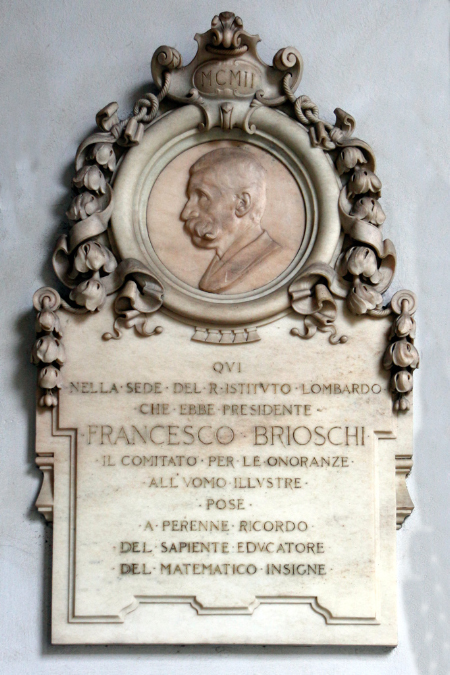 MCMII
QVI
NELLA·SEDE·DEL·R·ISTITVTO·LOMBARDO
·CHE·EBBE·PRESIDENTE·
·FRANCESCO·BRIOSCHI·
·IL·COMITATO·PER·LE·ONORANZE·
·ALL'VOMO·ILLVSTRE·
·POSE·
·A·PERENNE·RICORDO·
·DEL·SAPIENTE·EDVCATORE
·DEL·MATEMATICO·INSIGNE·